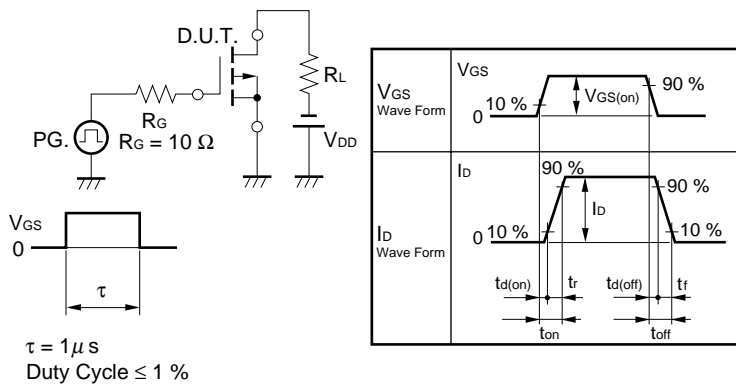 D.U.T.
RL
RG
PG.
RG = 10 Ω
VDD
VGS
0
τ
τ = 1μ s
Duty Cycle ≤ 1 %
VGS
Wave Form
VGS
90 %
VGS(on)
10 %
0
ID
Wave Form
ID
90 %
90 %
ID
0 10 %
10 %
td(on) tr td(off) tf
ton toff